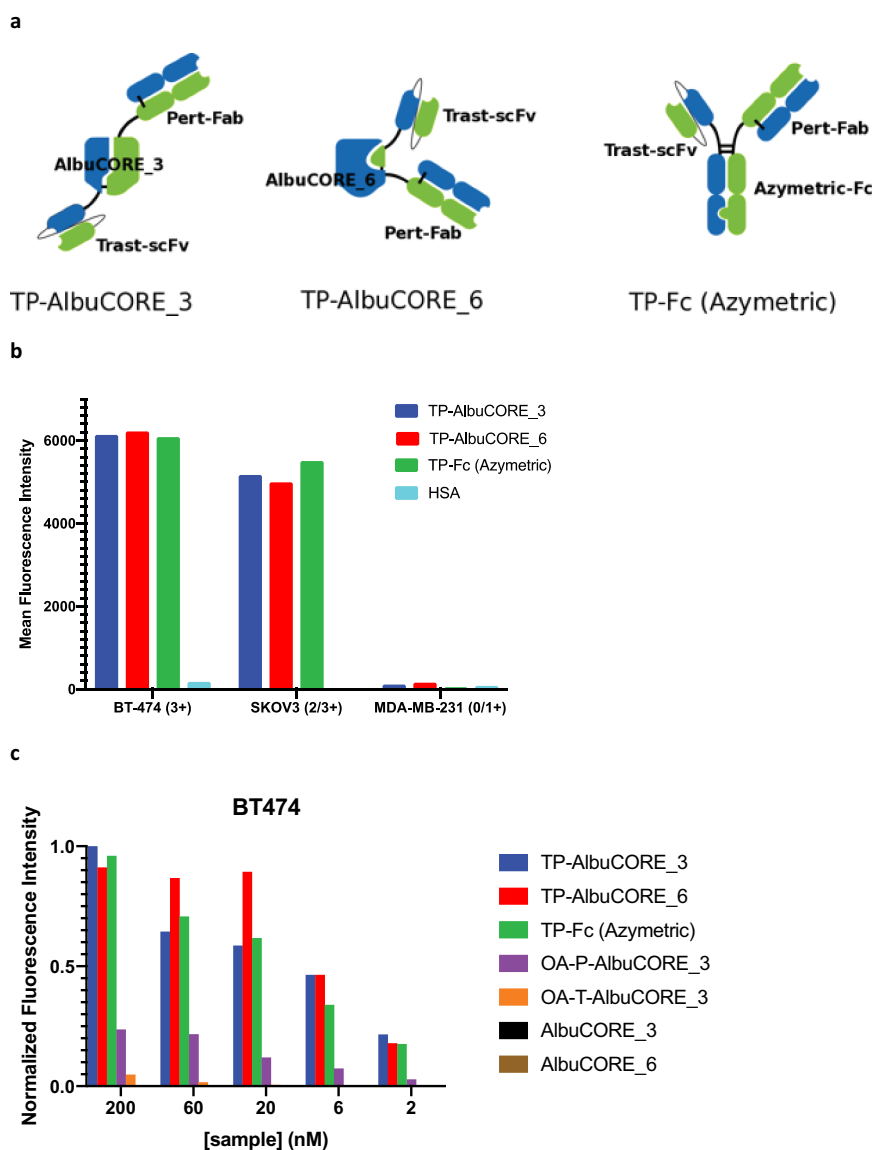 a
Pert-Fab
AlbuCORE_3
Trast-scFv
TP-AlbuCORE_3
Trast-scFv
AlbuCORE_6
Pert-Fab
TP-AlbuCORE_6
Trast-scFv
Pert-Fab
Azymetric-Fc
TP-Fc (Azymetric)
b
Mean Fluorescence Intensity
6000
4000
2000
0
BT-474 (3+)
SKOV3 (2/3+)
MDA-MB-231 (0/1+)
TP-AlbuCORE_3
TP-AlbuCORE_6
TP-Fc (Azymetric)
HSA
c
BT474
Normalized Fluorescence Intensity
1.0
0.5
0.0
200
60
20
6
2
[sample] (nM)
TP-AlbuCORE_3
TP-AlbuCORE_6
TP-Fc (Azymetric)
OA-P-AlbuCORE_3
OA-T-AlbuCORE_3
AlbuCORE_3
AlbuCORE_6